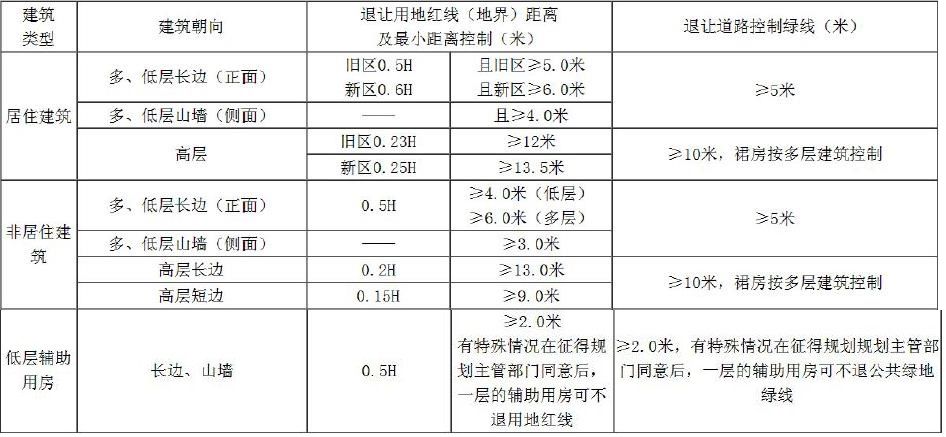 建筑
类型
建筑朝向
退让用地红线（地界）距离
及最小距离控制（米）
退让道路控制绿线（米）
居住建筑
多、低层长边（正面）
旧区0.5H
新区0.6H
且旧区≥5.0米
且新区≥6.0米
≥5米
多、低层山墙（侧面）
——
且≥4.0米
高层
旧区0.23H
≥12米
≥10米，裙房按多层建筑控制
新区0.25H
≥13.5米
非居住建
筑
多、低层长边（正面）
0.5H
≥4.0米（低层）
≥6.0米（多层）
≥5米
多、低层山墙（侧面）
——
≥3.0米
高层长边
0.2H
≥13.0米
≥10米，裙房按多层建筑控制
高层短边
0.15H
≥9.0米
低层辅助
用房
长边、山墙
0.5H
≥2.0米
有特殊情况在征得规
划主管部门同意后，
一层的辅助用房可不
退用地红线
≥2.0米，有特殊情况在征得规划规划主管部
门同意后，一层的辅助用房可不退公共绿地
绿线